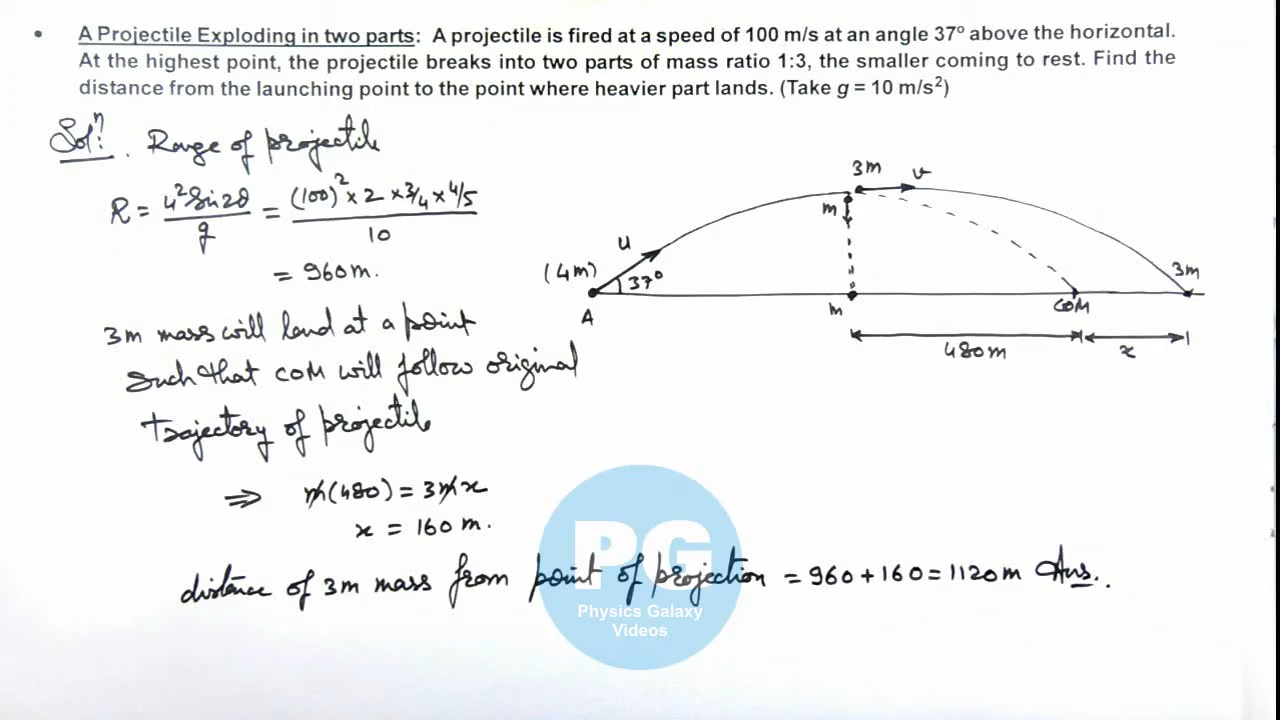 • A Projectile Exploding in two parts: A projectile is fired at a speed of 100 m/s at an angle 37° above the horizontal.
At the highest point, the projectile breaks into two parts of mass ratio 1:3, the smaller coming to rest. Find the
distance from the launching point to the point where heavier part lands. (Take g = 10 m/s²)
Solⁿ. Range of projectile
R = u² sin2θ / g = (100)² × 2 × 3/4 × 4/5 / 10
= 960 m.
3m mass will land at a point
such that COM will follow original
trajectory of projectile
⇒ m(480) = 3m x
x = 160 m.
distance of 3m mass from point of projection = 960 + 160 = 1120 m Ans.
3m v
m
u
(4m) 37°
3m
A
m
COM
480m
x
PG
Physics Galaxy
Videos